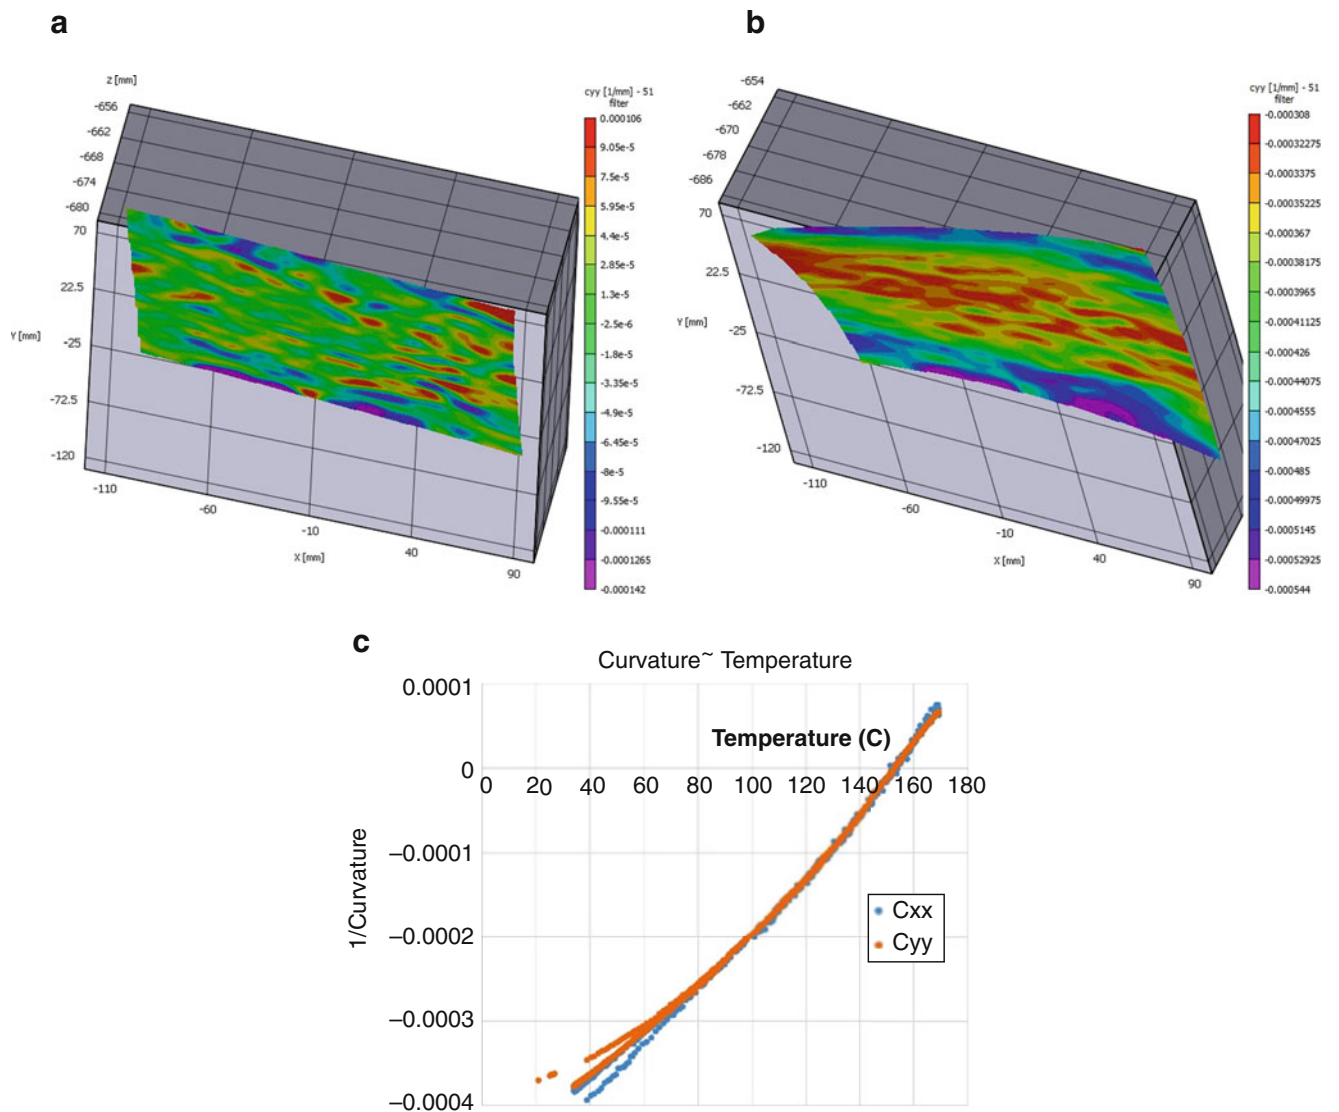 a
b
z [mm]
-656
-662
-668
-674
-680
70
22.5
-25
-72.5
-120
Y [mm]
-110
-60
-10
40
90
X [mm]
cyy [1/mm] - 51
filter
0.000106
9.05e-5
7.5e-5
5.95e-5
4.4e-5
2.85e-5
1.3e-5
-2.5e-6
-1.8e-5
-3.35e-5
-4.9e-5
-6.45e-5
-8e-5
-9.55e-5
-0.000111
-0.0001265
-0.000142
-654
-662
-670
-678
-686
70
22.5
-25
-72.5
-120
Y [mm]
-110
-60
-10
40
90
X [mm]
cyy [1/mm] - 51
filter
-0.000308
-0.00032275
-0.0003375
-0.00035225
-0.000367
-0.00038175
-0.0003965
-0.00041125
-0.000426
-0.00044075
-0.0004555
-0.00047025
-0.000485
-0.00049975
-0.0005145
-0.00052925
-0.000544
c
Curvature~ Temperature
0.0001
Temperature (C)
0
0 20 40 60 80 100 120 140 160 180
1/Curvature
−0.0001
−0.0002
−0.0003
−0.0004
Cxx
Cyy